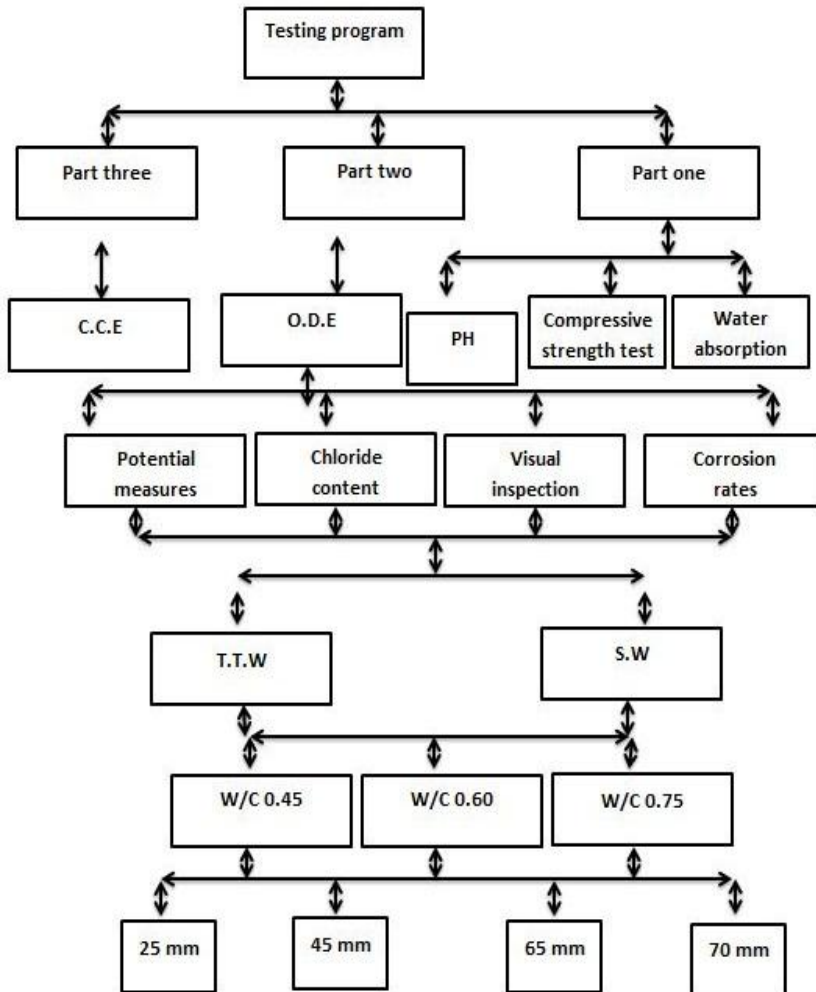 Testing program
Part three
Part two
Part one
C.C.E
O.D.E
PH
Compressive
strength test
Water
absorption
Potential
measures
Chloride
content
Visual
inspection
Corrosion
rates
T.T.W
S.W
W/C 0.45
W/C 0.60
W/C 0.75
25 mm
45 mm
65 mm
70 mm